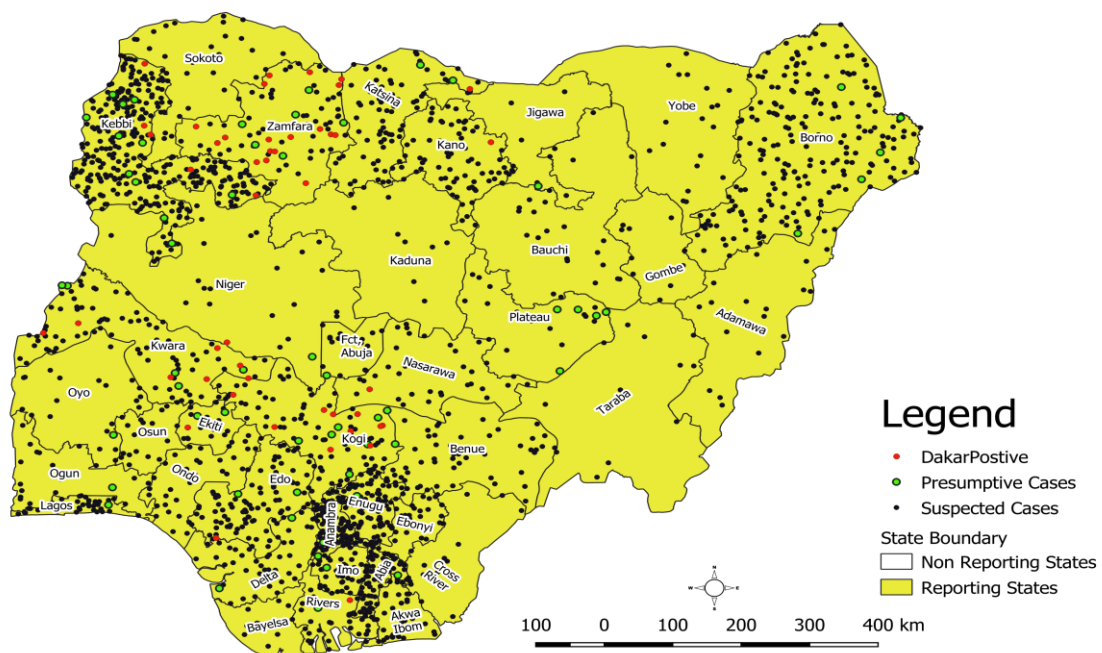 Sokoto
Kebbi
Zamfara
Katsina
Kano
Jigawa
Yobe
Borno
Niger
Kaduna
Bauchi
Gombe
Plateau
Adamawa
Kwara
Fct,
Abuja
Nasarawa
Taraba
Oyo
Osun
Ekiti
Kogi
Benue
Ogun
Ondo
Edo
Lagos
Anambra
Enugu
Ebonyi
Cross
River
Imo
Abia
Delta
Rivers
Akwa
Ibom
Bayelsa
Legend
DakarPostive
Presumptive Cases
Suspected Cases
State Boundary
Non Reporting States
Reporting States
N
W E
S
100 0 100 200 300 400 km